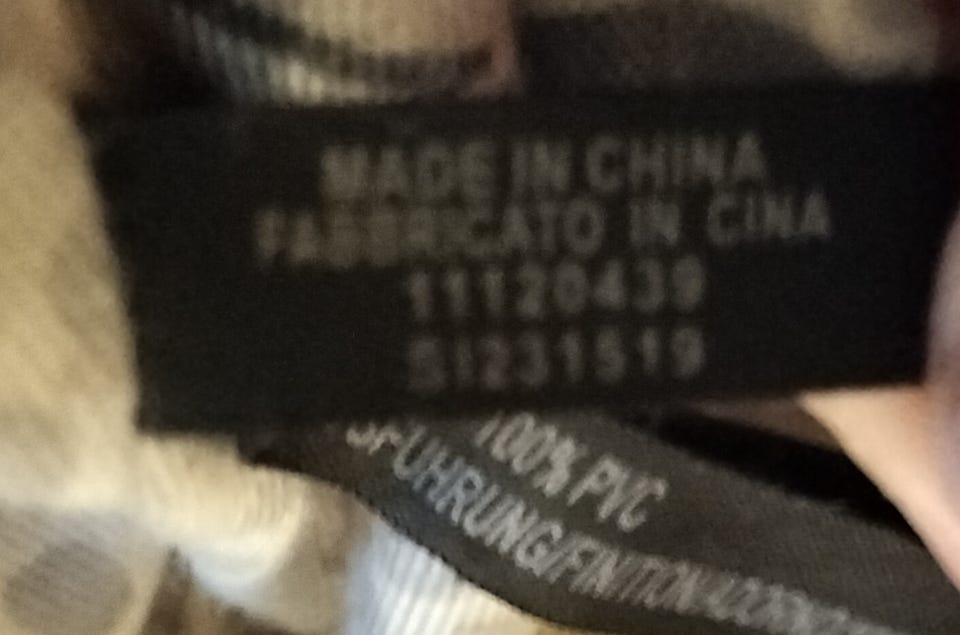 MADE IN CHINA
FABBRICATO IN CINA
11120439
SI231519
100% PVC